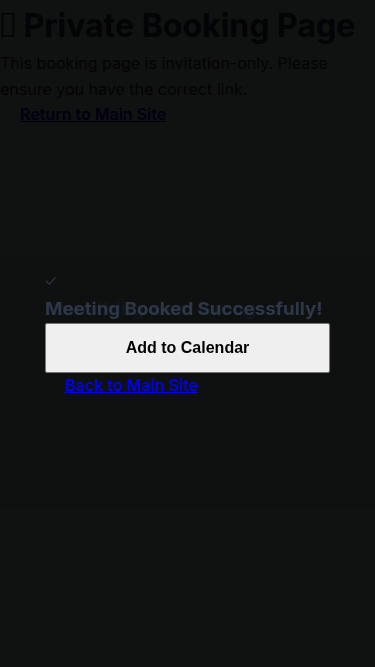 Private Booking Page
This booking page is invitation-only. Please
ensure you have the correct link.
Return to Main Site
Meeting Booked Successfully!
Add to Calendar
Back to Main Site